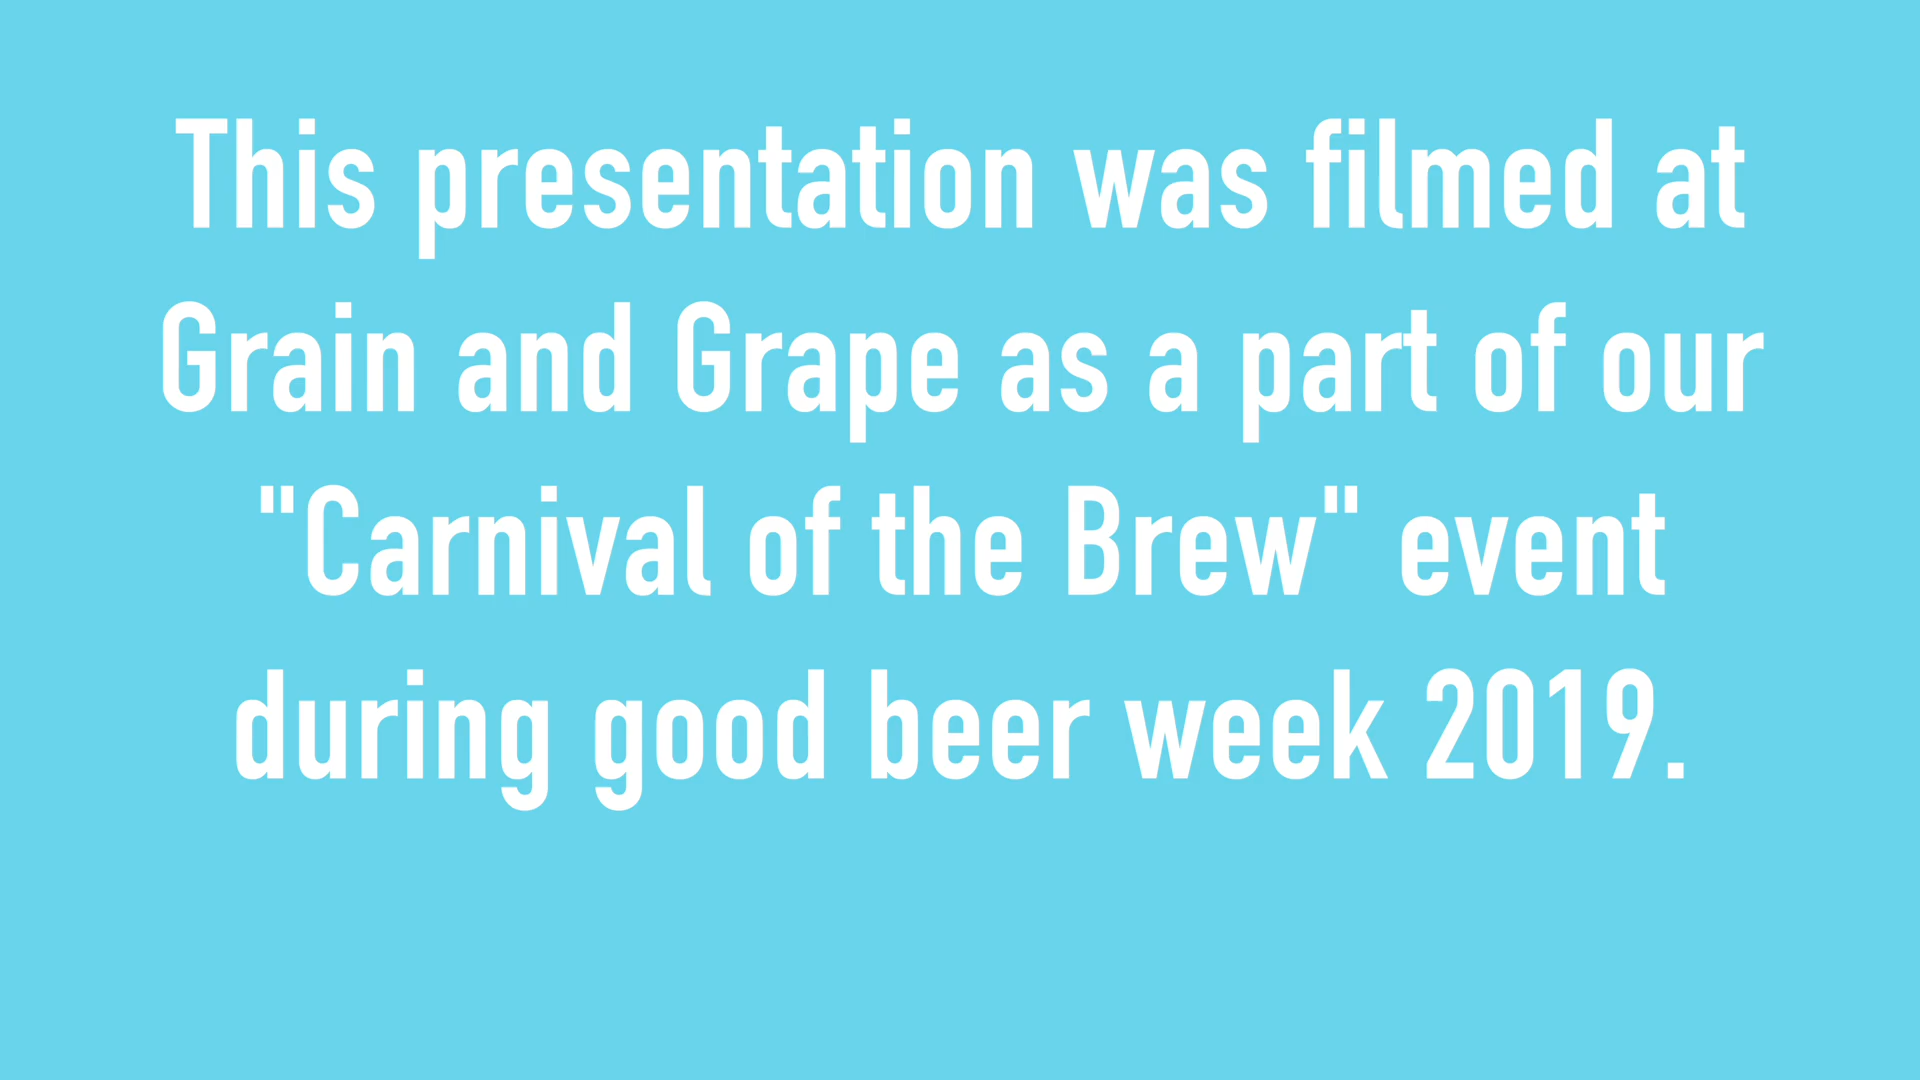 This presentation was filmed at
Grain and Grape as a part of our
"Carnival of the Brew" event
during good beer week 2019.